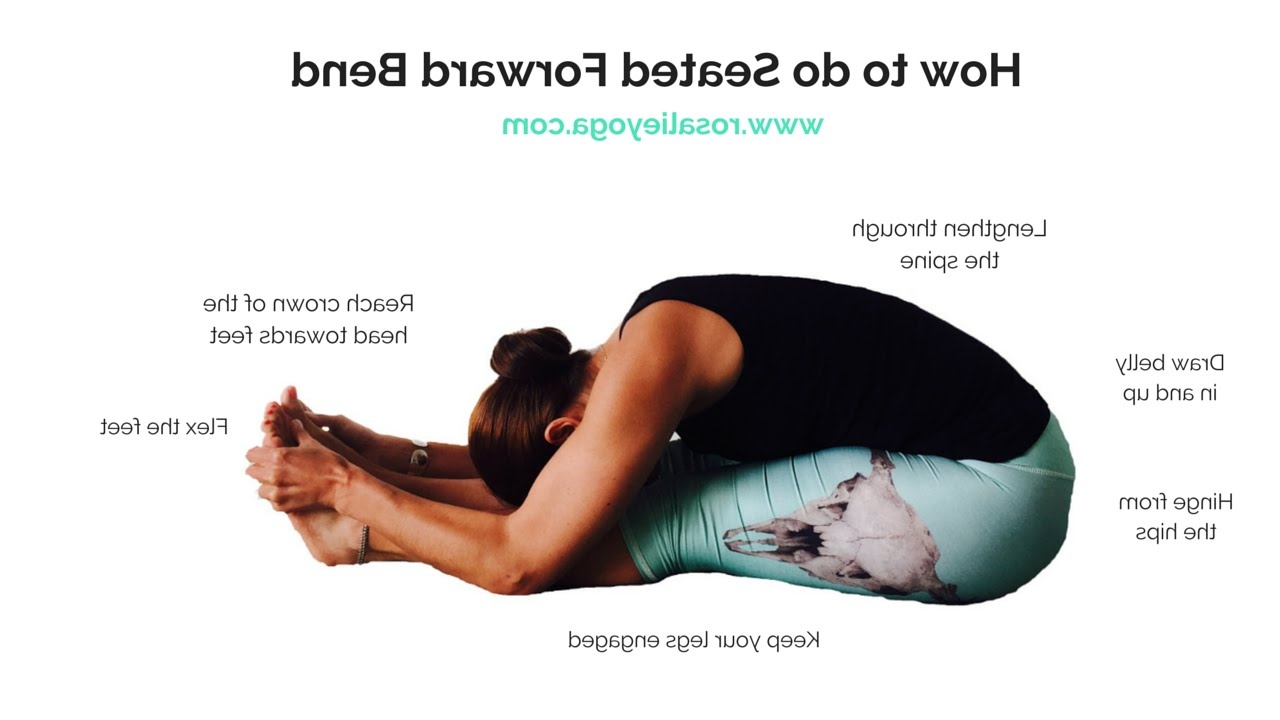 How to do Seated Forward Bend
www.rosalieyoga.com
Lengthen through
the spine
Reach crown of the
head towards feet
Draw belly
in and up
Flex the feet
Hinge from
the hips
Keep your legs engaged